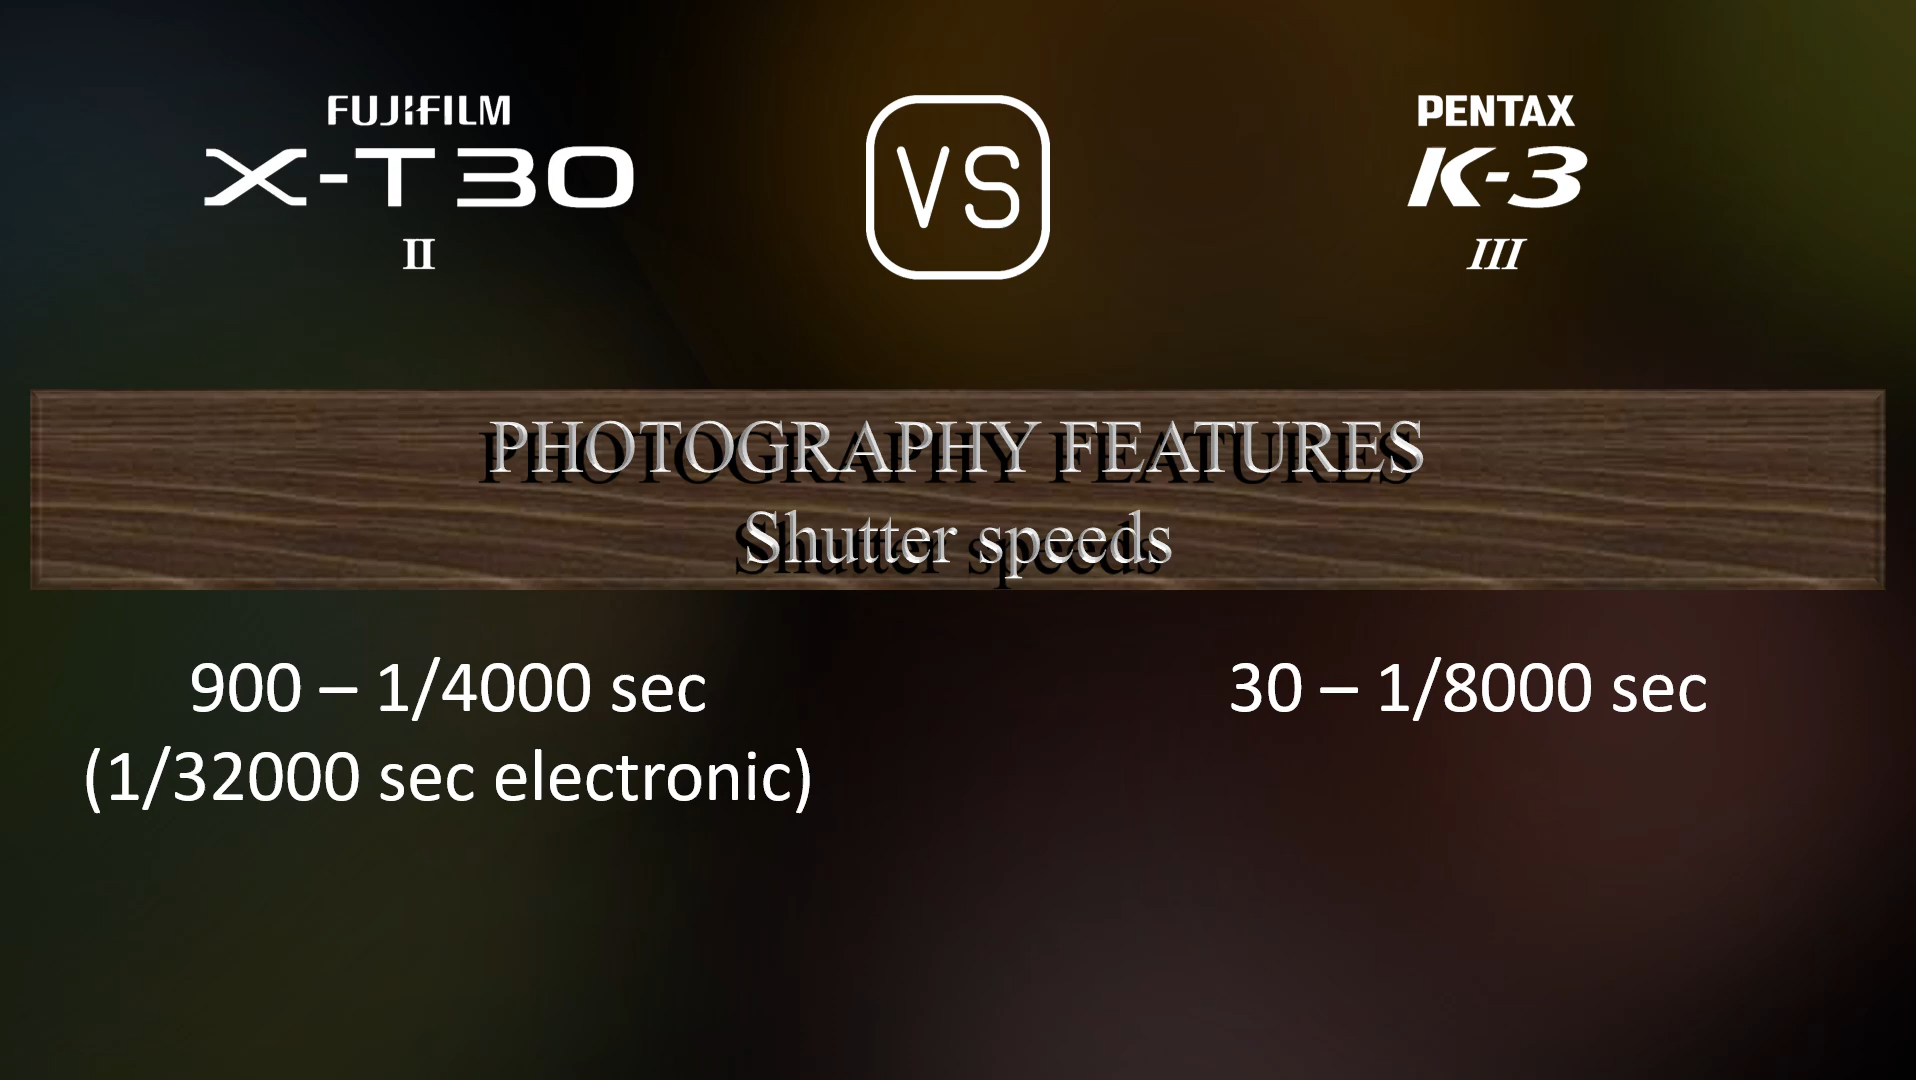 FUJIFILM
X-T30
II
VS
PENTAX
K-3
III
PHOTOGRAPHY FEATURES
Shutter speeds
900 – 1/4000 sec
(1/32000 sec electronic)
30 – 1/8000 sec